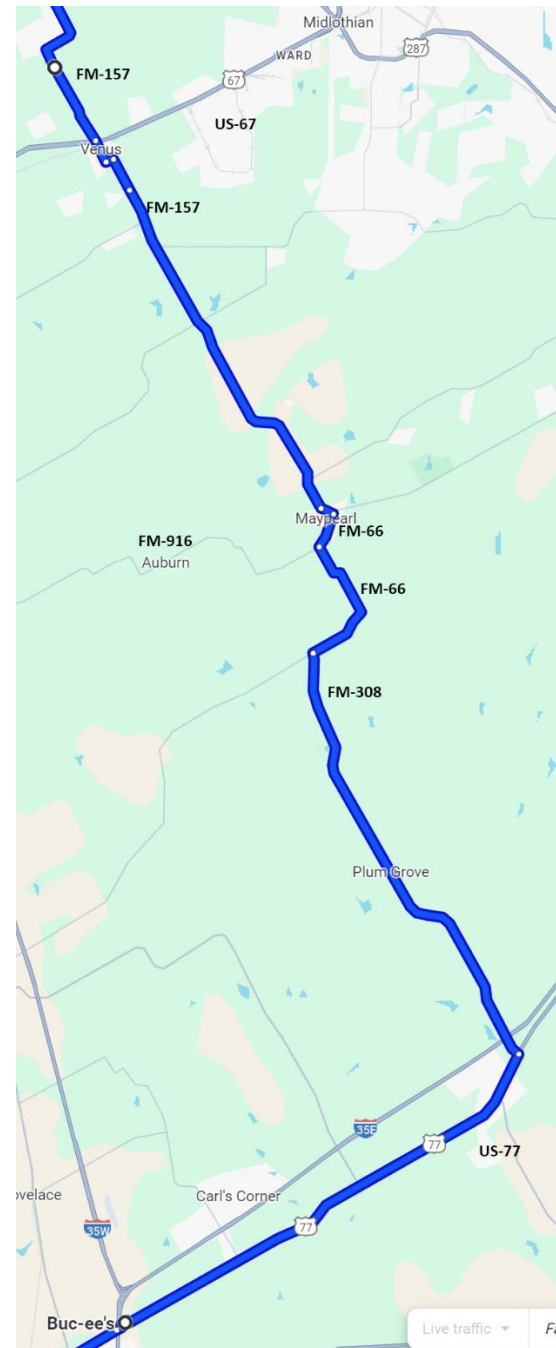 Midlothian
WARD
287
FM-157
67
US-67
Venus
FM-157
Maypearl
FM-66
FM-916
Auburn
FM-66
FM-308
Plum Grove
35E
77
US-77
ovelace
Carl's Corner
35W
77
Buc-ee's
Live traffic
Fa